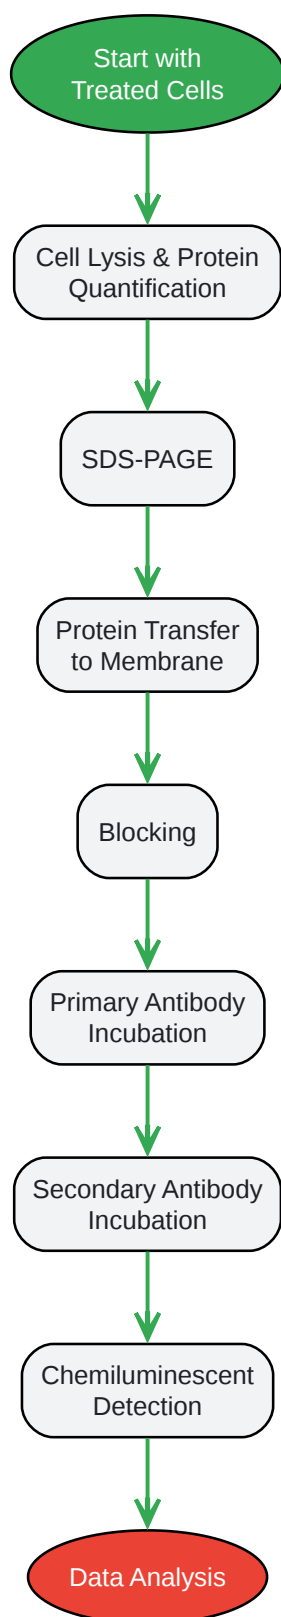 Start with
Treated Cells
Cell Lysis & Protein
Quantification
SDS-PAGE
Protein Transfer
to Membrane
Blocking
Primary Antibody
Incubation
Secondary Antibody
Incubation
Chemiluminescent
Detection
Data Analysis